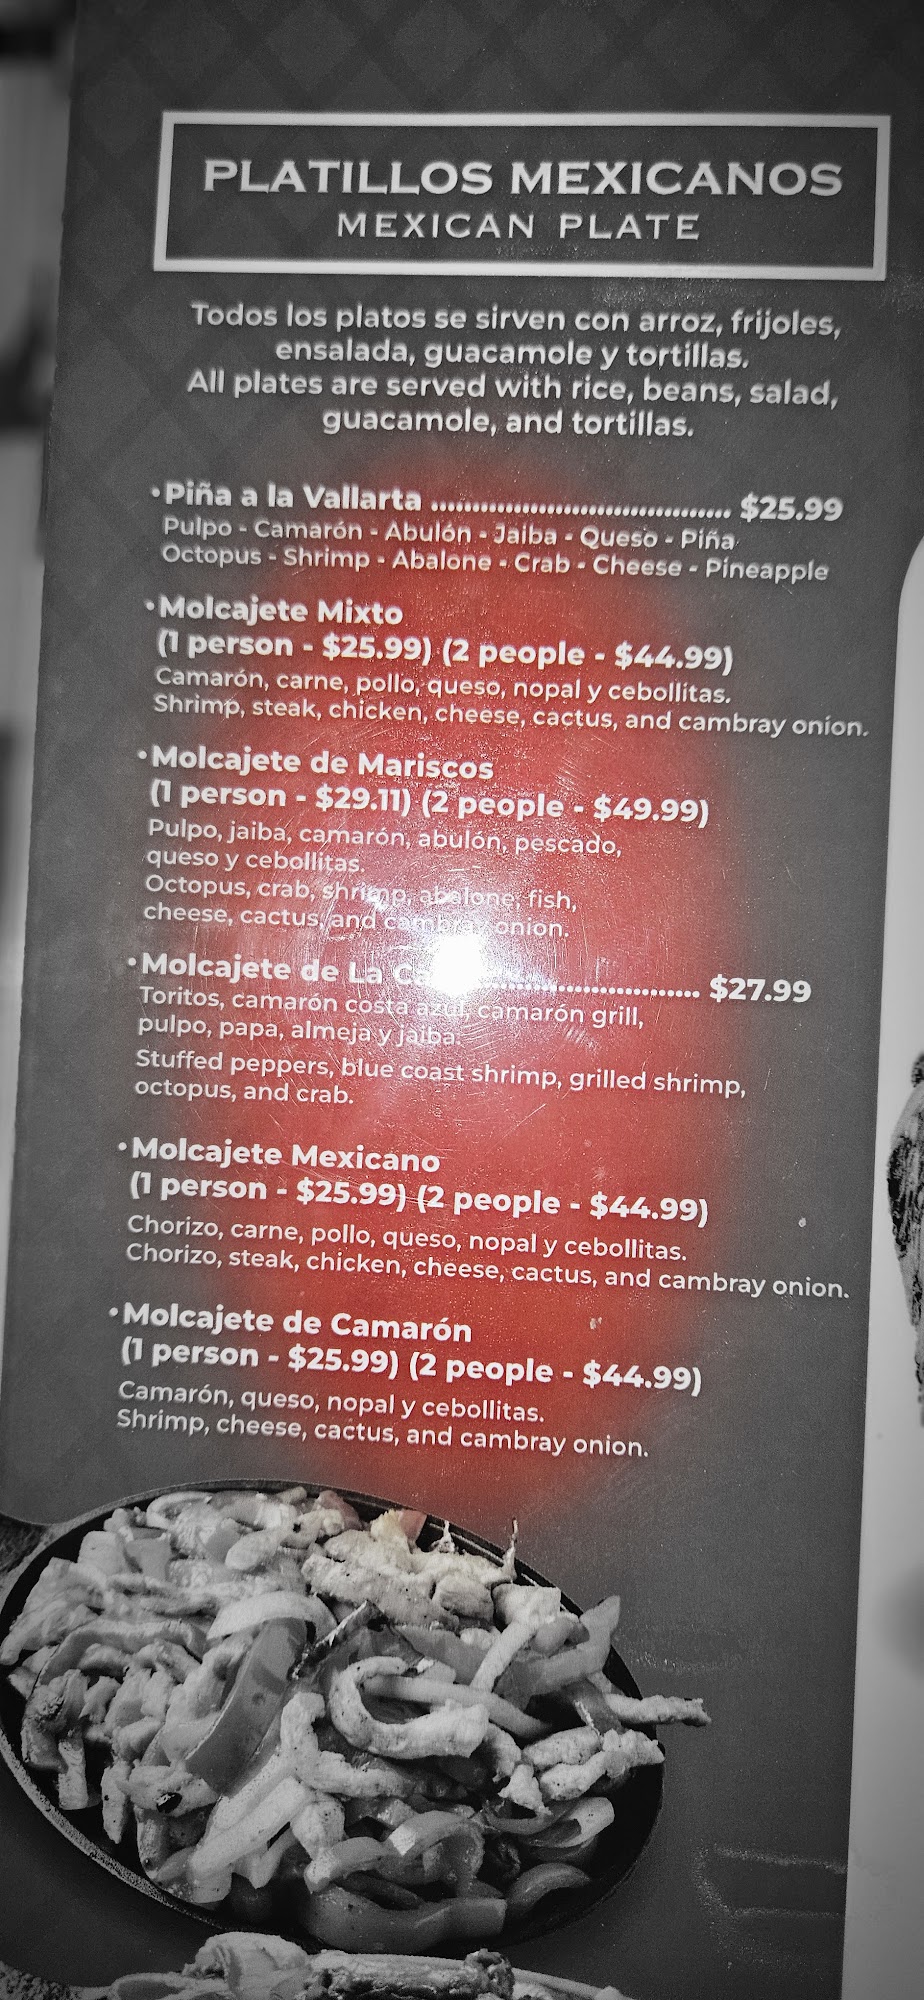 PLATILLOS MEXICANOS
MEXICAN PLATE
Todos los platos se sirven con arroz, frijoles,
ensalada, guacamole y tortillas.
All plates are served with rice, beans, salad,
guacamole, and tortillas.
•Piña a la Vallarta ..................................... $25.99
Pulpo - Camarón - Abulón - Jaiba - Queso - Piña
Octopus - Shrimp - Abalone - Crab - Cheese - Pineapple
•Molcajete Mixto
(1 person - $25.99) (2 people - $44.99)
Camarón, carne, pollo, queso, nopal y cebollitas.
Shrimp, steak, chicken, cheese, cactus, and cambray onion.
•Molcajete de Mariscos
(1 person - $29.11) (2 people - $49.99)
Pulpo, jaiba, camarón, abulón, pescado,
queso y cebollitas.
Octopus, crab, shrimp, abalone, fish,
cheese, cactus, and cambray onion.
•Molcajete de La .......................... $27.99
Toritos, camarón costa azul, camarón grill,
pulpo, papa, almeja y jaiba.
Stuffed peppers, blue coast shrimp, grilled shrimp,
octopus, and crab.
•Molcajete Mexicano
(1 person - $25.99) (2 people - $44.99)
Chorizo, carne, pollo, queso, nopal y cebollitas.
Chorizo, steak, chicken, cheese, cactus, and cambray onion.
•Molcajete de Camarón
(1 person - $25.99) (2 people - $44.99)
Camarón, queso, nopal y cebollitas.
Shrimp, cheese, cactus, and cambray onion.